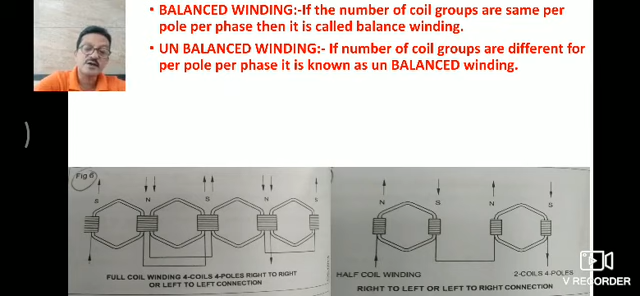 • BALANCED WINDING:-If the number of coil groups are same per
pole per phase then it is called balance winding.
• UN BALANCED WINDING:- If number of coil groups are different for
per pole per phase it is known as un BALANCED winding.
Fig 6
S N S N S
FULL COIL WINDING 4-COILS 4-POLES RIGHT TO RIGHT
OR LEFT TO LEFT CONNECTION
N S N S
HALF COIL WINDING 2-COILS 4-POLES
RIGHT TO LEFT OR LEFT TO RIGHT CONNECTION
V RECORDER